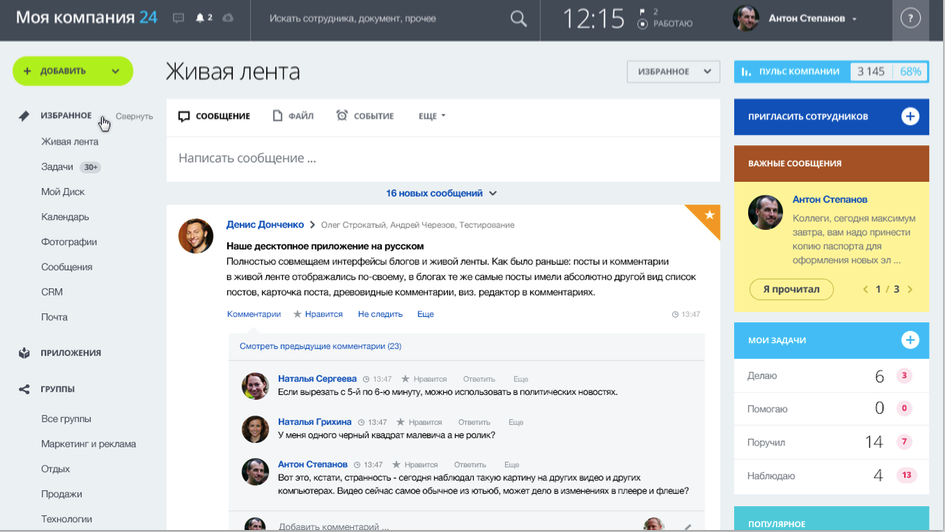 Моя компания 24
2
Искать сотрудника, документ, прочее
12:15
2
РАБОТАЮ
Антон Степанов
?
+ ДОБАВИТЬ
Живая лента
ИЗБРАННОЕ
ПУЛЬС КОМПАНИИ 3 145 68%
ИЗБРАННОЕ
Свернуть
Живая лента
Задачи 30+
Мой Диск
Календарь
Фотографии
Сообщения
CRM
Почта
ПРИЛОЖЕНИЯ
ГРУППЫ
Все группы
Маркетинг и реклама
Отдых
Продажи
Технологии
СООБЩЕНИЕ ФАЙЛ СОБЫТИЕ ЕЩЕ
Написать сообщение ...
16 новых сообщений
Денис Донченко > Олег Строкатый, Андрей Черезов, Тестирование
Наше десктопное приложение на русском
Полностью совмещаем интерфейсы блогов и живой ленты. Как было раньше: посты и комментарии
в живой ленте отображались по-своему, в блогах те же самые посты имели абсолютно другой вид список
постов, карточка поста, древовидные комментарии, виз. редактор в комментариях.
Комментарии Нравится Не следить Еще 13:47
Смотреть предыдущие комментарии (23)
Наталья Сергеева 13:47 Нравится Ответить Еще
Если вырезать с 5-й по 6-ю минуту, можно использовать в политических новостях.
Наталья Грихина 13:47 Нравится Ответить Еще
У меня одного черный квадрат малевича а не ролик?
Антон Степанов 13:47 Нравится Ответить Еще
Вот это, кстати, странность - сегодня наблюдал такую картину на других видео и других
компьютерах. Видео сейчас самое обычное из ютьюб, может дело в изменениях в плеере и флеше?
Добавить комментарий ...
ПРИГЛАСИТЬ СОТРУДНИКОВ +
ВАЖНЫЕ СООБЩЕНИЯ
Антон Степанов
Коллеги, сегодня максимум
завтра, вам надо принести
копию паспорта для
оформления новых эл ...
Я прочитал < 1 / 3 >
МОИ ЗАДАЧИ +
Делаю 6 3
Помогаю 0 0
Поручил 14 7
Наблюдаю 4 13
ПОПУЛЯРНОЕ